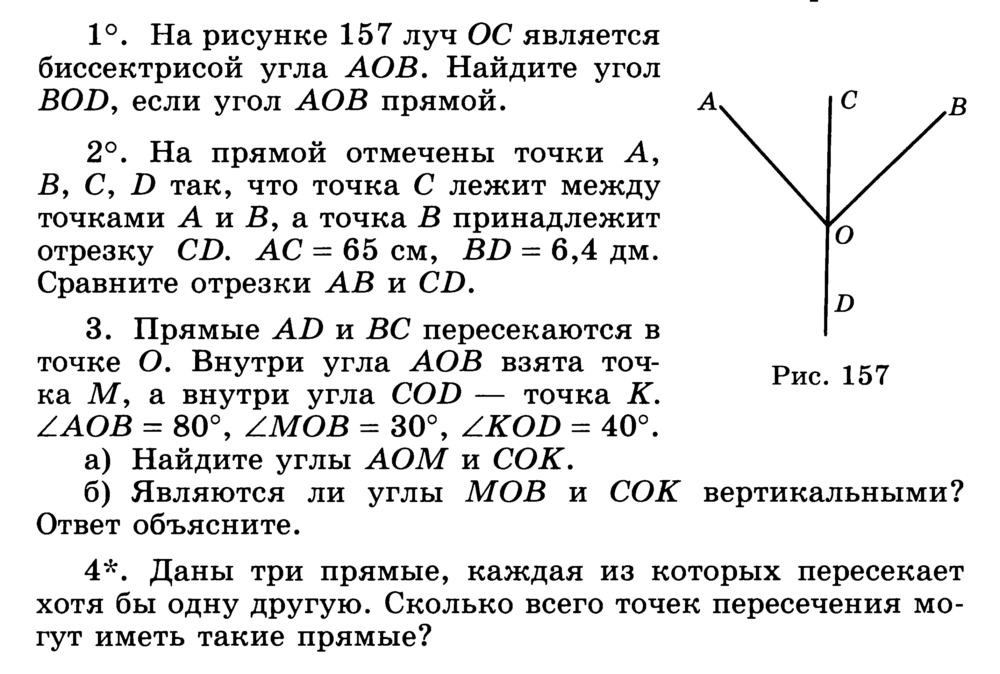 1°. На рисунке 157 луч OC является
биссектрисой угла AOB. Найдите угол
BOD, если угол AOB прямой.
2°. На прямой отмечены точки A,
B, C, D так, что точка C лежит между
точками A и B, а точка B принадлежит
отрезку CD. AC = 65 см, BD = 6,4 дм.
Сравните отрезки AB и CD.
3. Прямые AD и BC пересекаются в
точке O. Внутри угла AOB взята точ-
ка M, а внутри угла COD — точка K.
∠AOB = 80°, ∠MOB = 30°, ∠KOD = 40°.
а) Найдите углы AOM и COK.
б) Являются ли углы MOB и COK вертикальными?
Ответ объясните.
4*. Даны три прямые, каждая из которых пересекает
хотя бы одну другую. Сколько всего точек пересечения мо-
гут иметь такие прямые?
A
C
B
O
D
Рис. 157